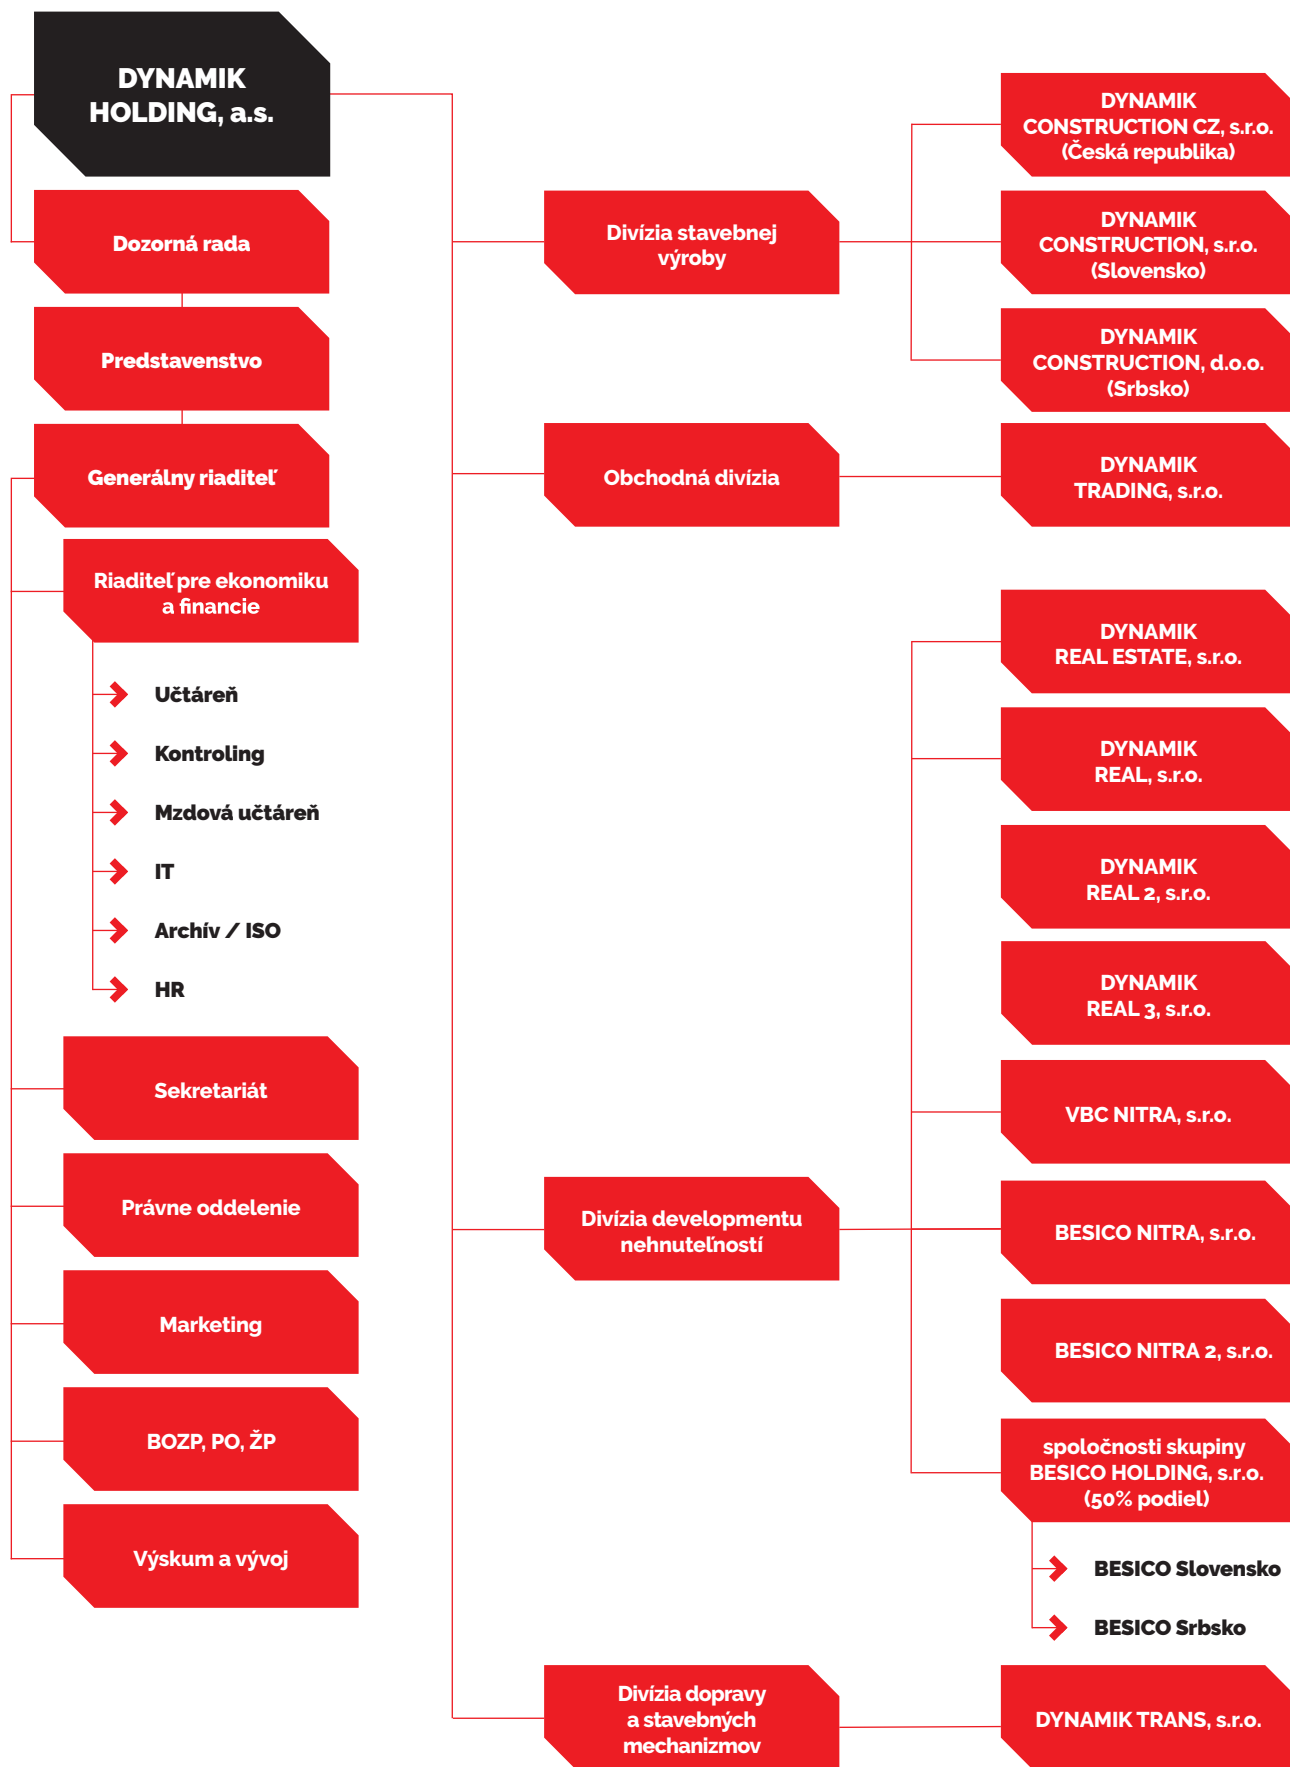 DYNAMIK
HOLDING, a.s.
Dozorná rada
Predstavenstvo
Generálny riaditeľ
Riaditeľ pre ekonomiku
a financie
Učtáreň
Kontroling
Mzdová učtáreň
IT
Archív / ISO
HR
Sekretariát
Právne oddelenie
Marketing
BOZP, PO, ŽP
Výskum a vývoj
Divízia stavebnej
výroby
DYNAMIK
CONSTRUCTION CZ, s.r.o.
(Česká republika)
DYNAMIK
CONSTRUCTION, s.r.o.
(Slovensko)
DYNAMIK
CONSTRUCTION, d.o.o.
(Srbsko)
Obchodná divízia
DYNAMIK
TRADING, s.r.o.
Divízia developmentu
nehnuteľností
DYNAMIK
REAL ESTATE, s.r.o.
DYNAMIK
REAL, s.r.o.
DYNAMIK
REAL 2, s.r.o.
DYNAMIK
REAL 3, s.r.o.
VBC NITRA, s.r.o.
BESICO NITRA, s.r.o.
BESICO NITRA 2, s.r.o.
spoločnosti skupiny
BESICO HOLDING, s.r.o.
(50% podiel)
BESICO Slovensko
BESICO Srbsko
Divízia dopravy
a stavebných
mechanizmov
DYNAMIK TRANS, s.r.o.